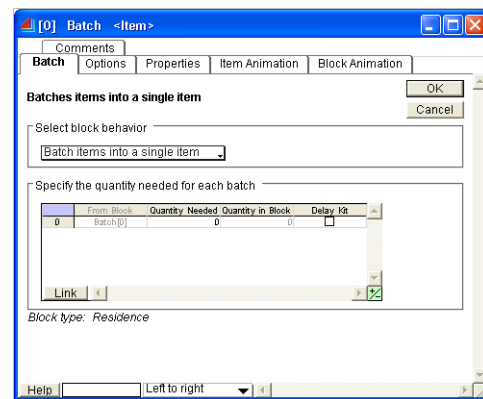 [0] Batch <Item>
Comments
Batch Options Properties Item Animation Block Animation
OK
Batches items into a single item
Cancel
Select block behavior
Batch items into a single item
Specify the quantity needed for each batch
From Block Quantity Needed Quantity in Block Delay Kit
0 Batch[0] 0 0
Link
Block type: Residence
Help Left to right